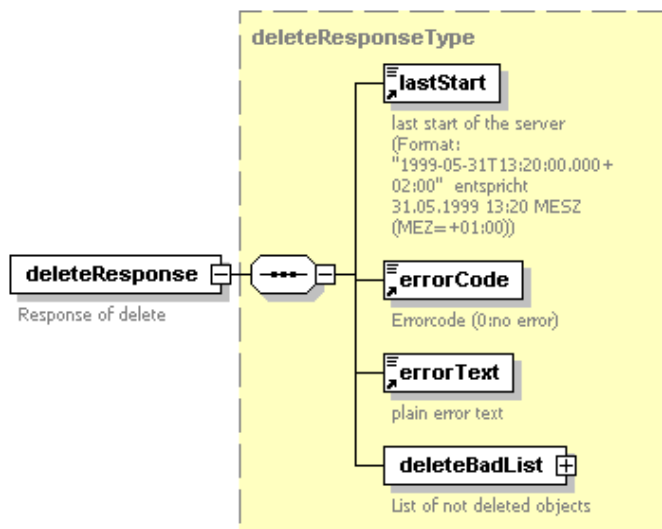 deleteResponseType
lastStart
last start of the server
(Format:
"1999-05-31T13:20:00.000+
02:00" entspricht
31.05.1999 13:20 MESZ
(MEZ=+01:00))
deleteResponse
Response of delete
errorCode
Errorcode (0:no error)
errorText
plain error text
deleteBadList
List of not deleted objects